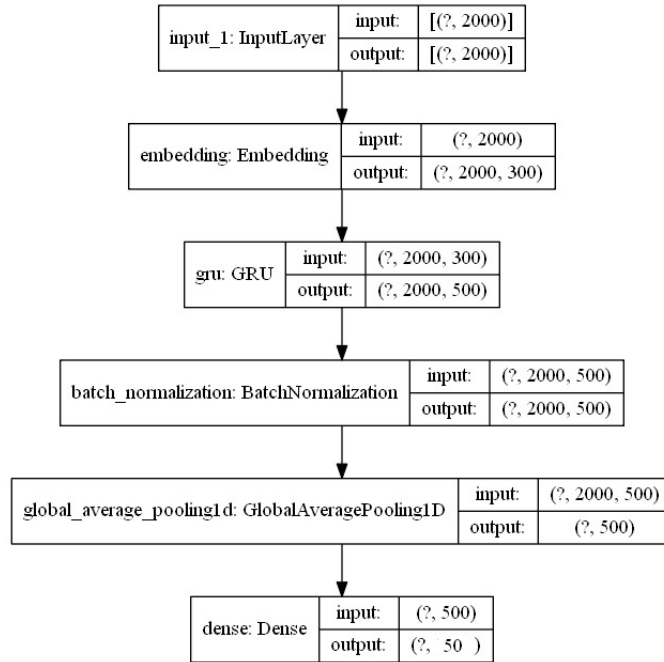 input_1: InputLayer
input: [(?, 2000)]
output: [(?, 2000)]
embedding: Embedding
input: (?, 2000)
output: (?, 2000, 300)
gru: GRU
input: (?, 2000, 300)
output: (?, 2000, 500)
batch_normalization: BatchNormalization
input: (?, 2000, 500)
output: (?, 2000, 500)
global_average_pooling1d: GlobalAveragePooling1D
input: (?, 2000, 500)
output: (?, 500)
dense: Dense
input: (?, 500)
output: (?, 50 )